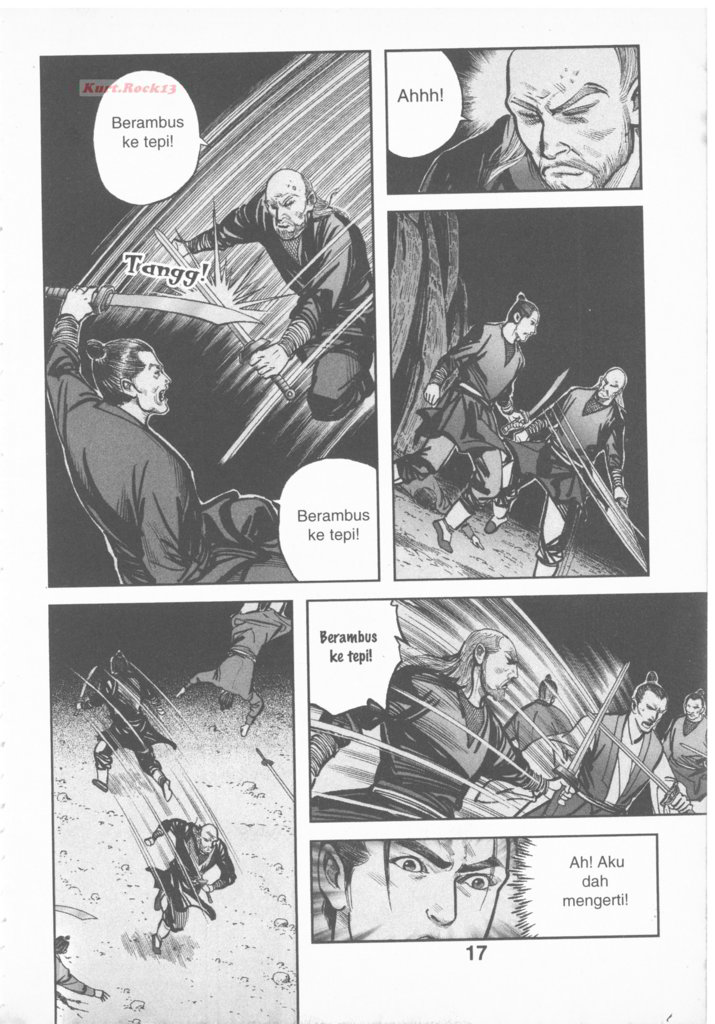 Kurt.Rock13
Berambus
ke tepi!
Tangg!
Berambus
ke tepi!
Ahhh!
Berambus
ke tepi!
Ah! Aku
dah
mengerti!
17